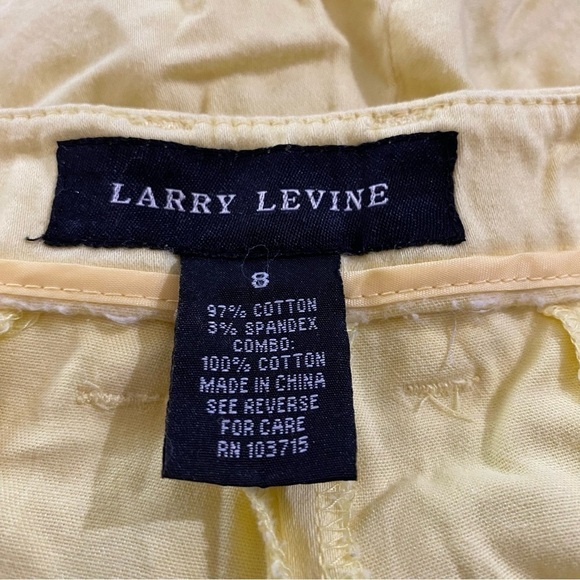 LARRY LEVINE
8
97% COTTON
3% SPANDEX
COMBO:
100% COTTON
MADE IN CHINA
SEE REVERSE
FOR CARE
RN 103715